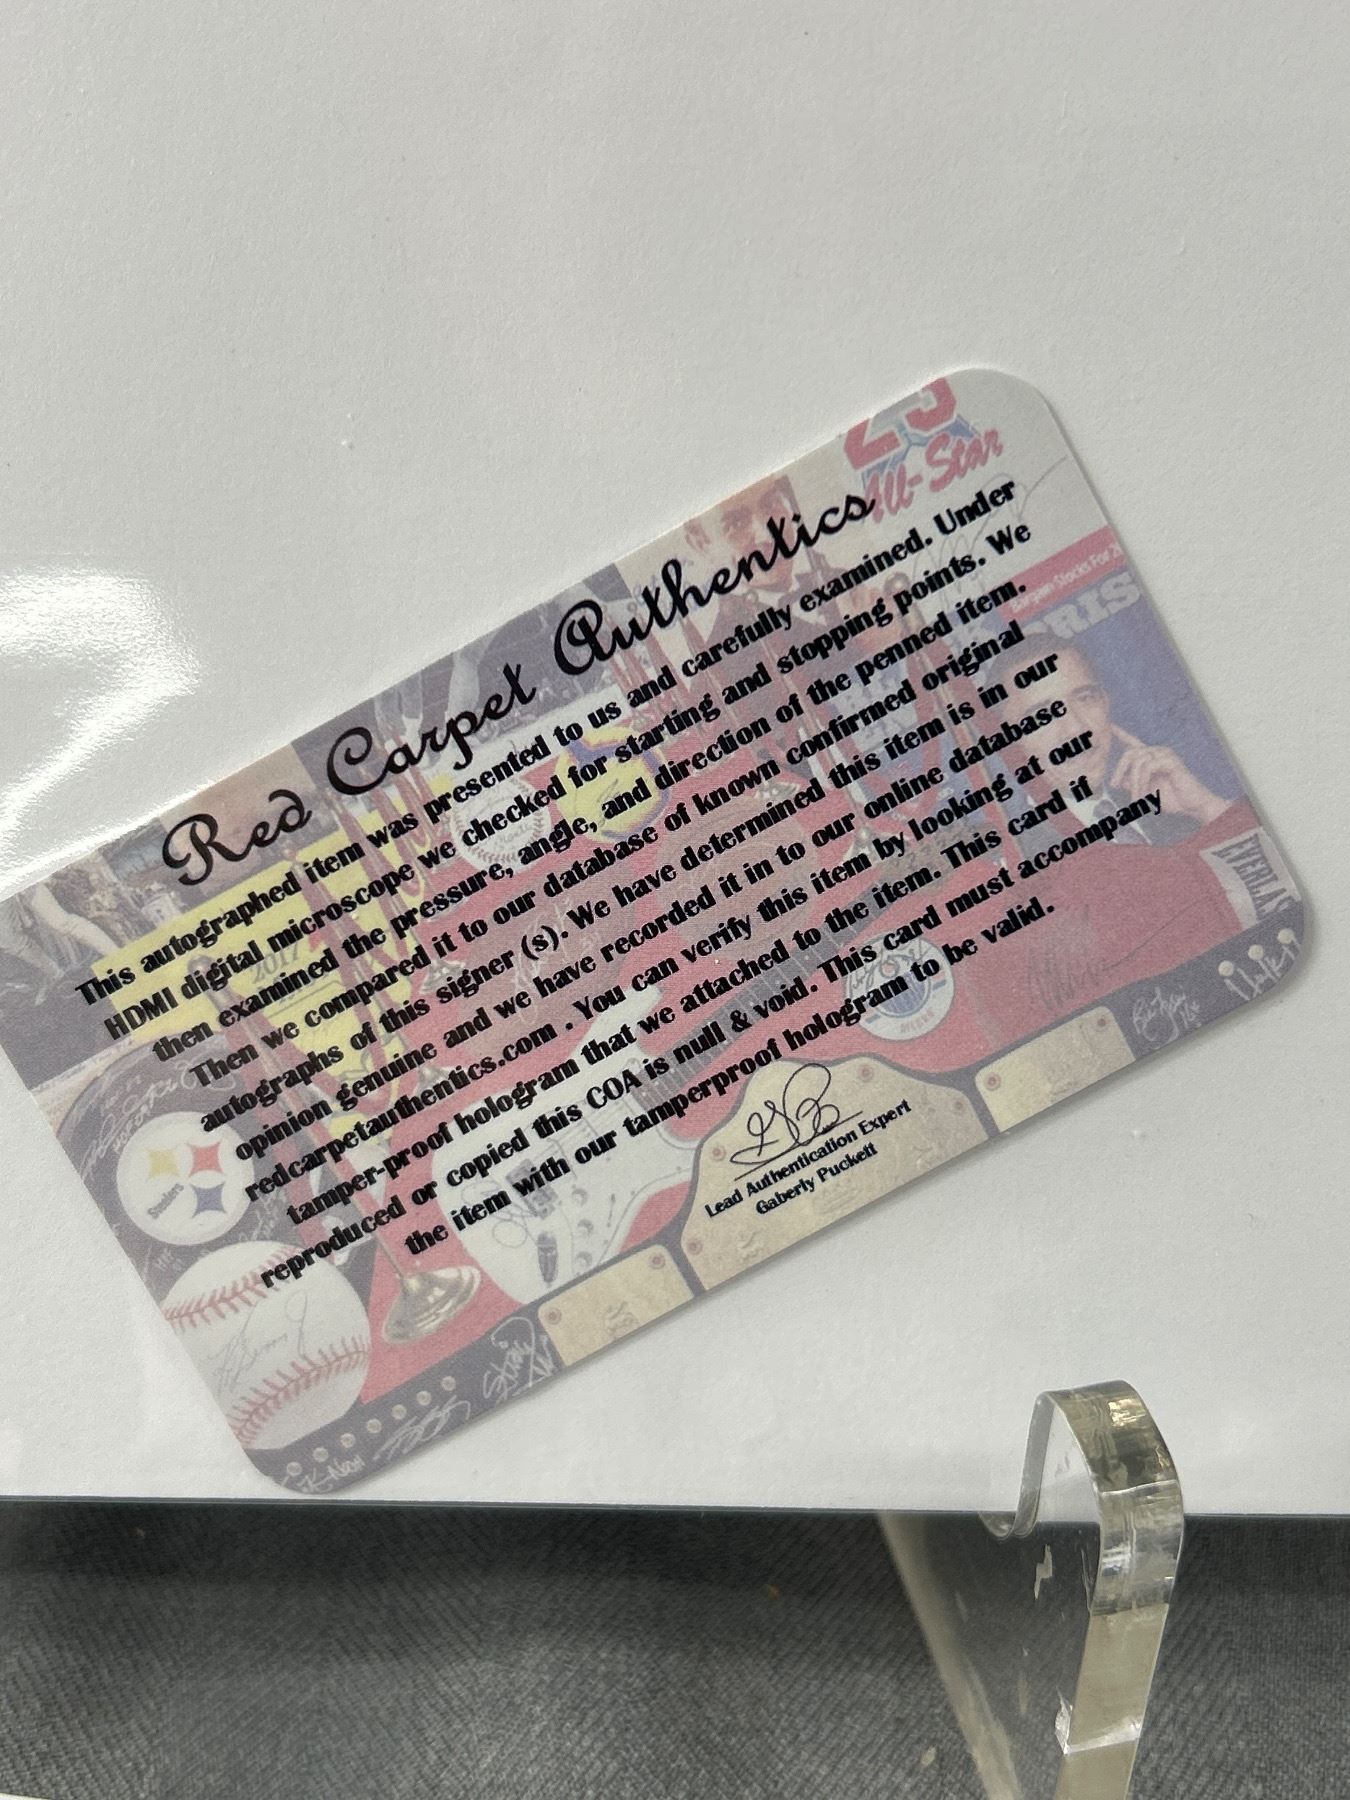 Red Carpet Authentics
This autographed item was presented to us and carefully examined. Under
HDMI digital microscope we checked for starting and stopping points. We
then examined the pressure, angle, and direction of the penned item.
Then we compared it to our database of known confirmed original
autographs of this signer (s). We have determined this item is in our
opinion genuine and we have recorded it in to our online database
redcarpetauthentics.com . You can verify this item by looking at our
tamper-proof hologram that we attached to the item. This card if
reproduced or copied this COA is null & void. This card must accompany
the item with our tamperproof hologram to be valid.
Lead Authentication Expert
Gaberly Puckett
All-Star
Bargain Stocks For
EVERLAS
2017
Steelers